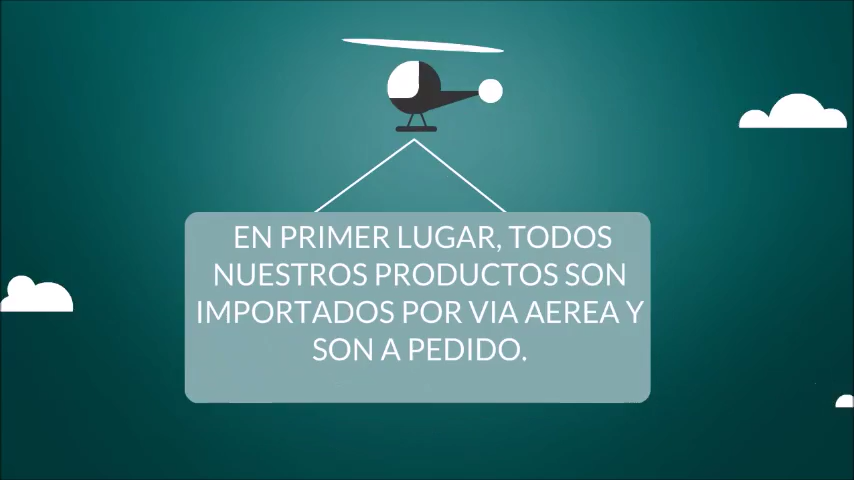 EN PRIMER LUGAR, TODOS
NUESTROS PRODUCTOS SON
IMPORTADOS POR VIA AEREA Y
SON A PEDIDO.